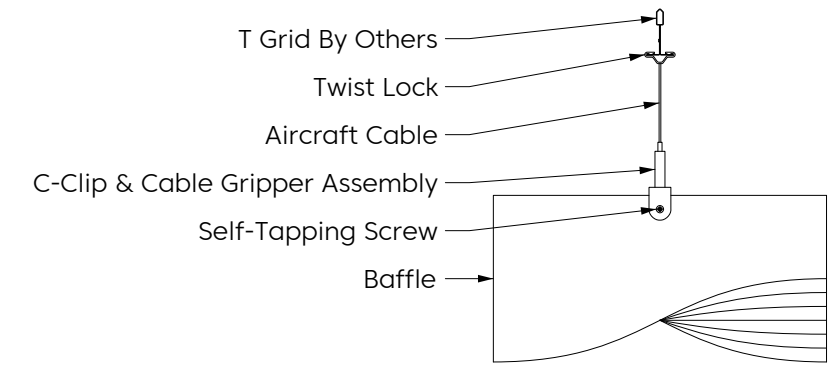 T Grid By Others
Twist Lock
Aircraft Cable
C-Clip & Cable Gripper Assembly
Self-Tapping Screw
Baffle